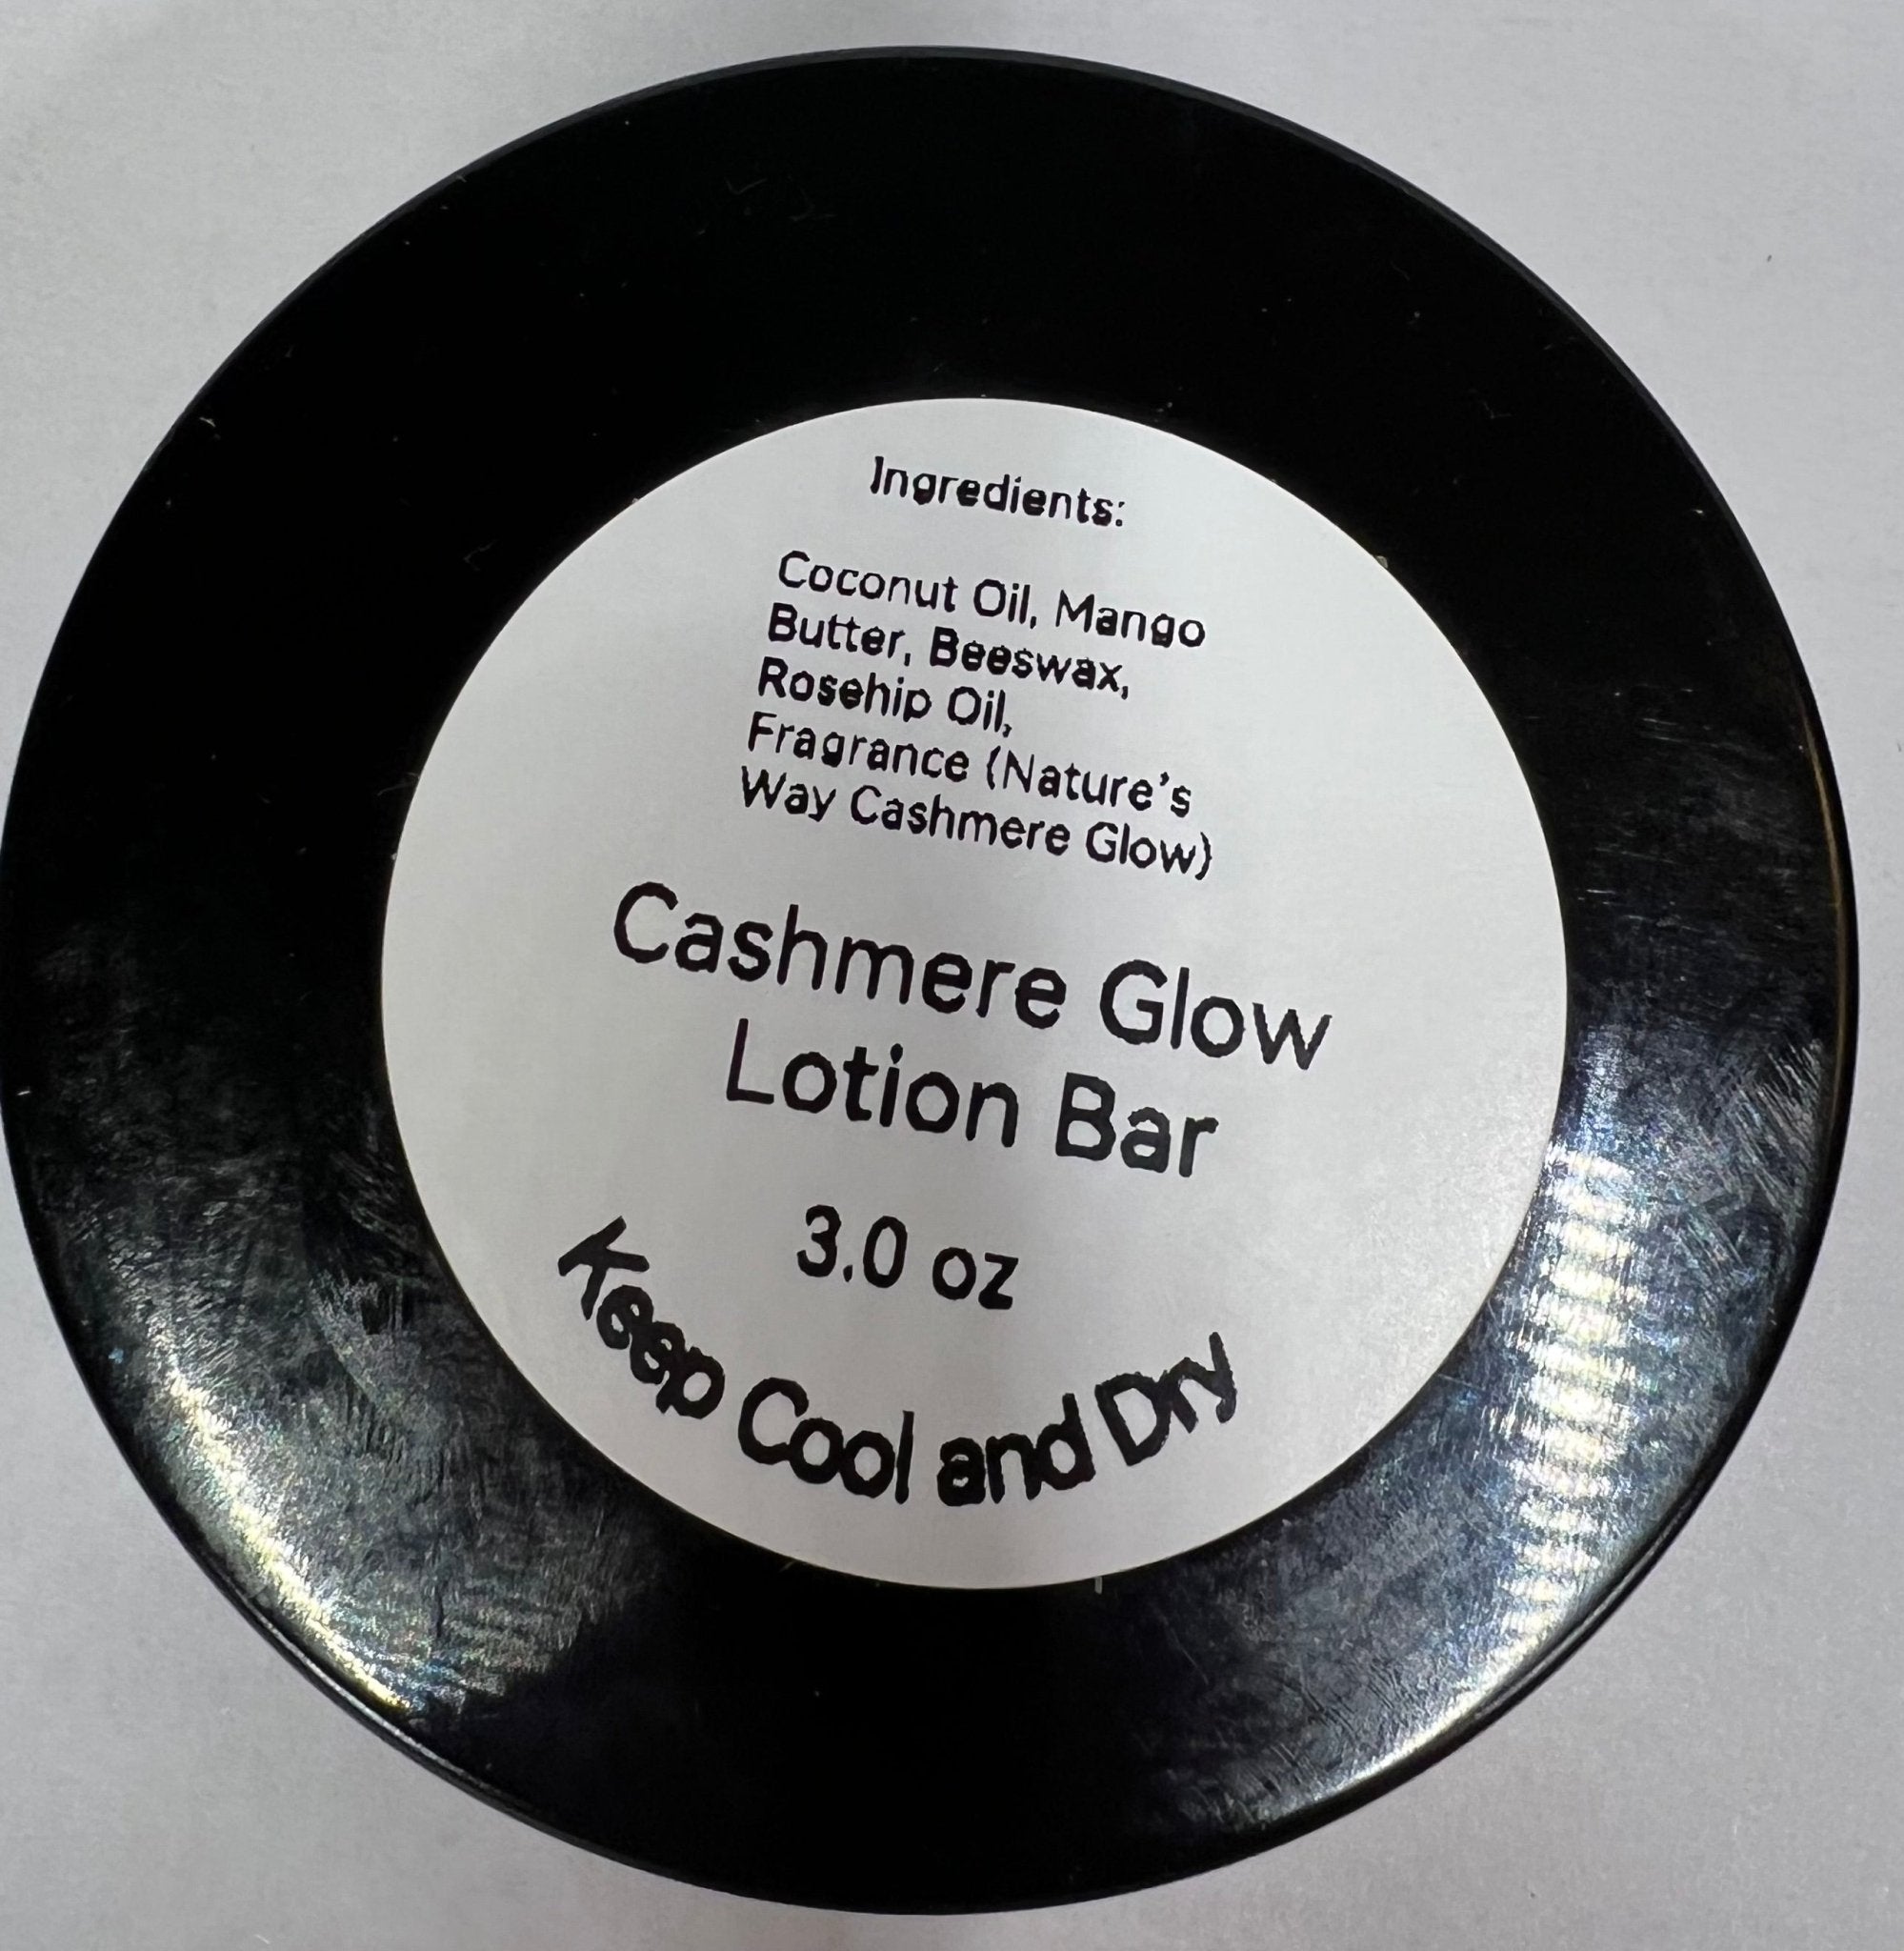 Ingredients:
Coconut Oil, Mango
Butter, Beeswax,
Rosehip Oil,
Fragrance (Nature's
Way Cashmere Glow)
Cashmere Glow
Lotion Bar
3.0 oz
Keep Cool and Dry